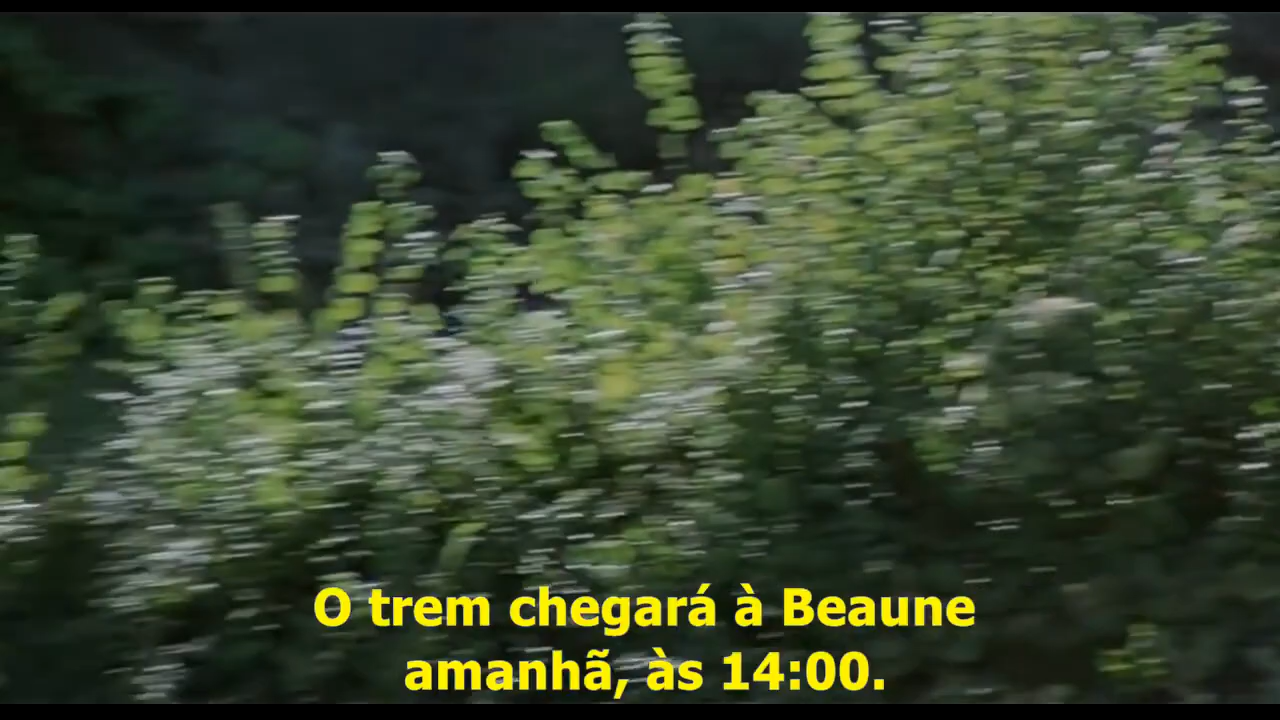 O trem chegará à Beaune
amanhã, às 14:00.